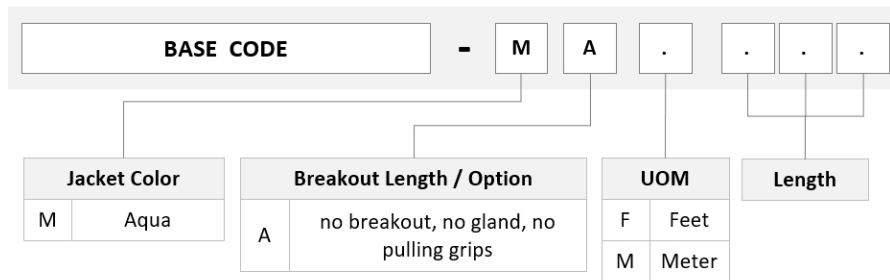 BASE CODE - M A . . . .
Jacket Color
M Aqua
Breakout Length / Option
A no breakout, no gland, no
pulling grips
UOM
F Feet
M Meter
Length